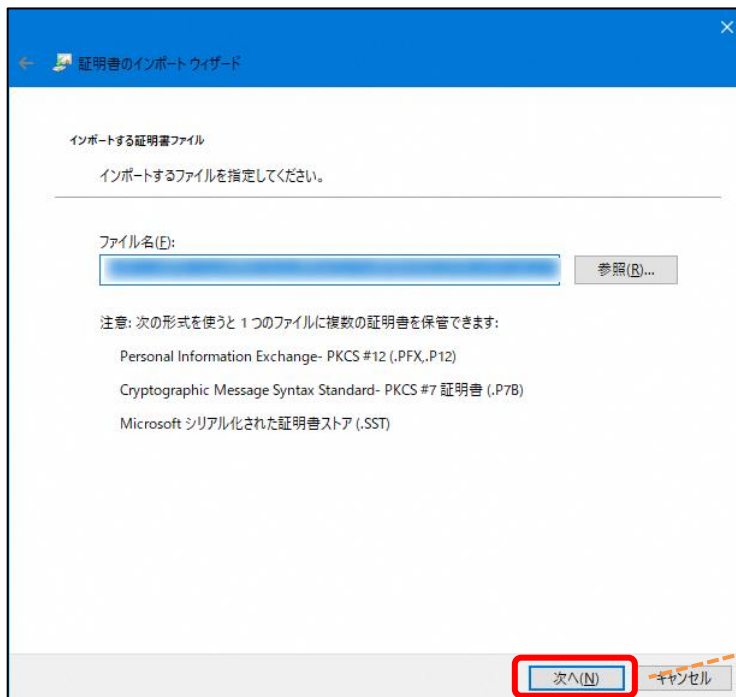 証明書のインポート ウィザード
インポートする証明書ファイル
インポートするファイルを指定してください。
ファイル名(F):
参照(R)...
注意: 次の形式を使うと 1 つのファイルに複数の証明書を保管できます:
Personal Information Exchange- PKCS #12 (.PFX,.P12)
Cryptographic Message Syntax Standard- PKCS #7 証明書 (.P7B)
Microsoft シリアル化された証明書ストア (.SST)
次へ(N)
キャンセル